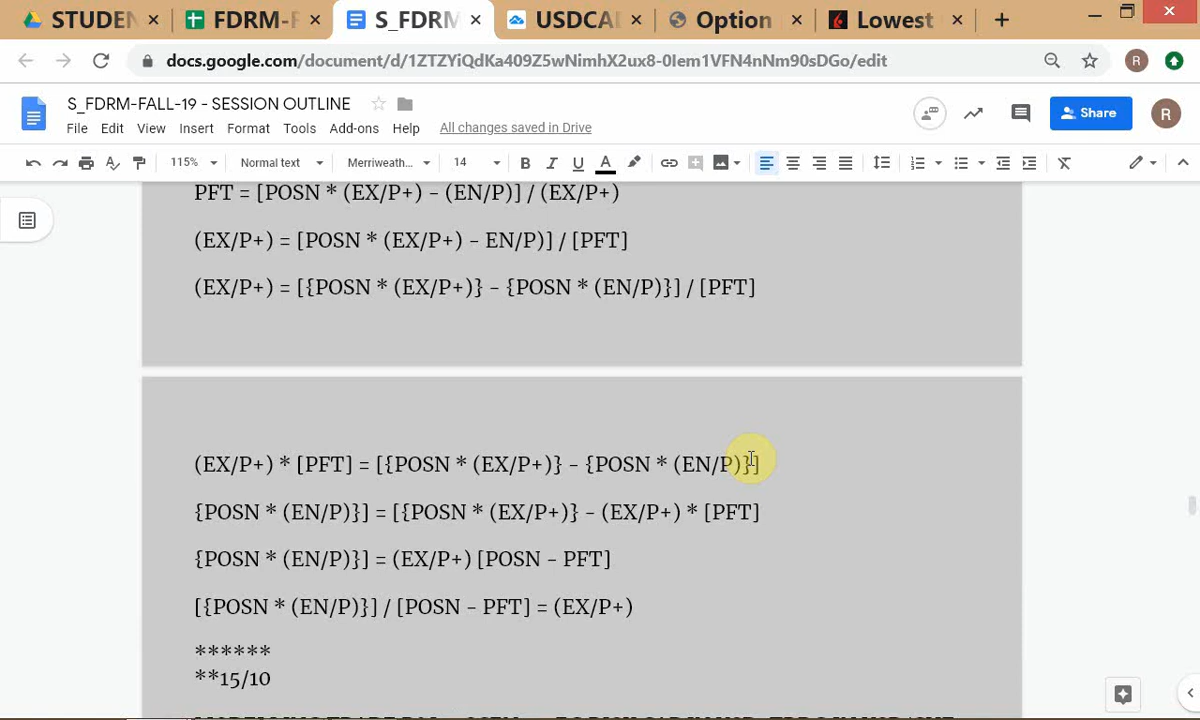 STUDEN
FDRM-F
S_FDRM
USDCA
Option
Lowest
docs.google.com/document/d/1ZTZYiQdKa409Z5wNimhX2ux8-0Iem1VFN4nNm90sDGo/edit
R
S_FDRM-FALL-19 - SESSION OUTLINE
File Edit View Insert Format Tools Add-ons Help All changes saved in Drive
Share
R
115% Normal text Merriweath... 14 B I U A
PFT = [POSN * (EX/P+) - (EN/P)] / (EX/P+)
(EX/P+) = [POSN * (EX/P+) - EN/P)] / [PFT]
(EX/P+) = [{POSN * (EX/P+)} - {POSN * (EN/P)}] / [PFT]
(EX/P+) * [PFT] = [{POSN * (EX/P+)} - {POSN * (EN/P)}]
{POSN * (EN/P)}] = [{POSN * (EX/P+)} - (EX/P+) * [PFT]
{POSN * (EN/P)}] = (EX/P+) [POSN - PFT]
[{POSN * (EN/P)}] / [POSN - PFT] = (EX/P+)
******
**15/10